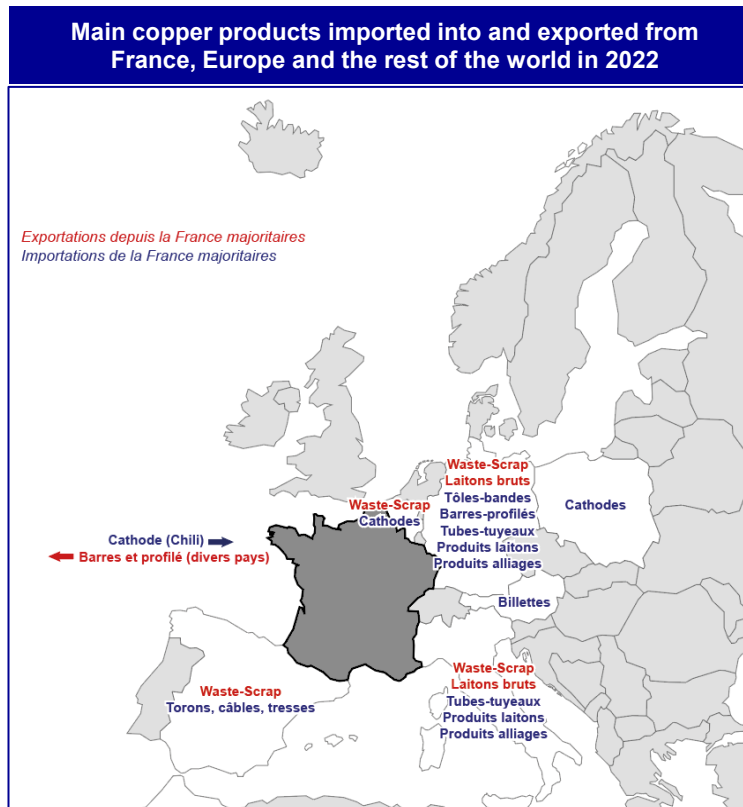 Main copper products imported into and exported from
France, Europe and the rest of the world in 2022
Exportations depuis la France majoritaires
Importations de la France majoritaires
Waste-Scrap
Laitons bruts
Tôles-bandes
Barres-profilés
Tubes-tuyeaux
Produits laitons
Produits alliages
Cathodes
Waste-Scrap
Cathodes
Cathode (Chili)
Barres et profilé (divers pays)
Billettes
Waste-Scrap
Torons, câbles, tresses
Waste-Scrap
Laitons bruts
Tubes-tuyeaux
Produits laitons
Produits alliages